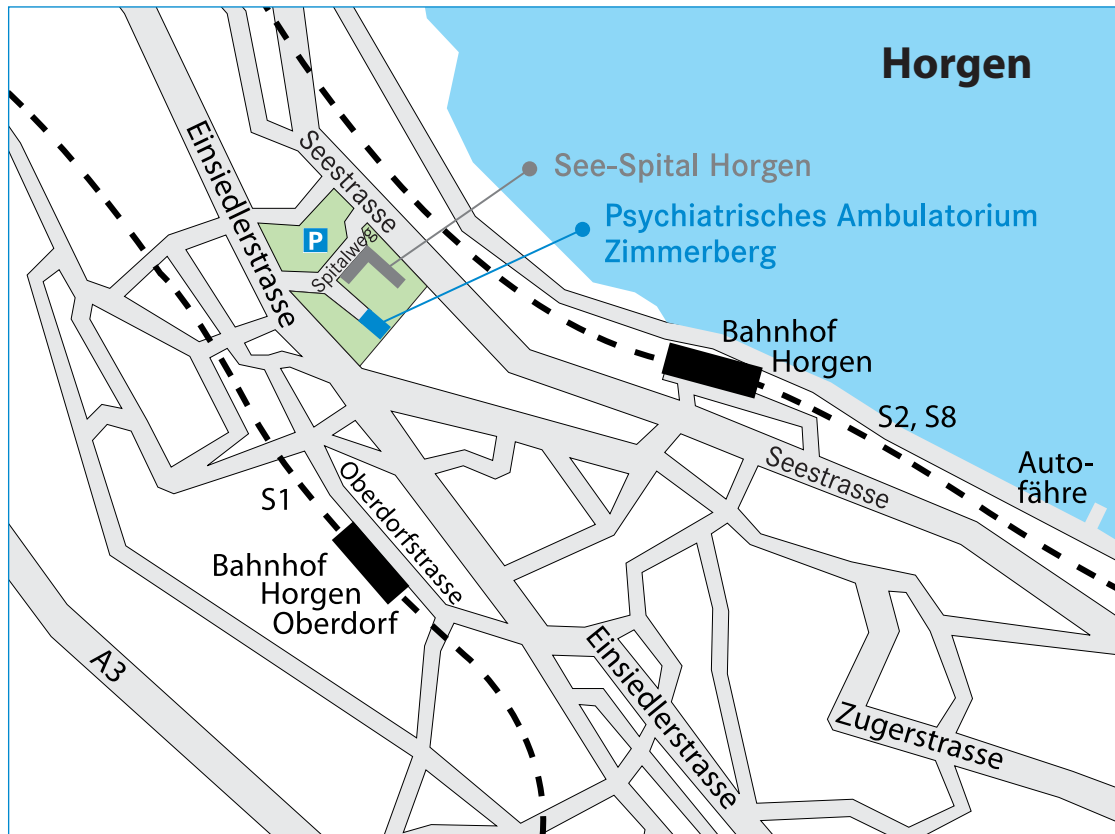 Horgen
Einsiedlerstrasse
Seestrasse
See-Spital Horgen
Psychiatrisches Ambulatorium
Zimmerberg
P
Spitalweg
Bahnhof
Horgen
S2, S8
Seestrasse
Auto-
fähre
S1
Oberdorfstrasse
Bahnhof
Horgen
Oberdorf
Einsiedlerstrasse
A3
Zugerstrasse